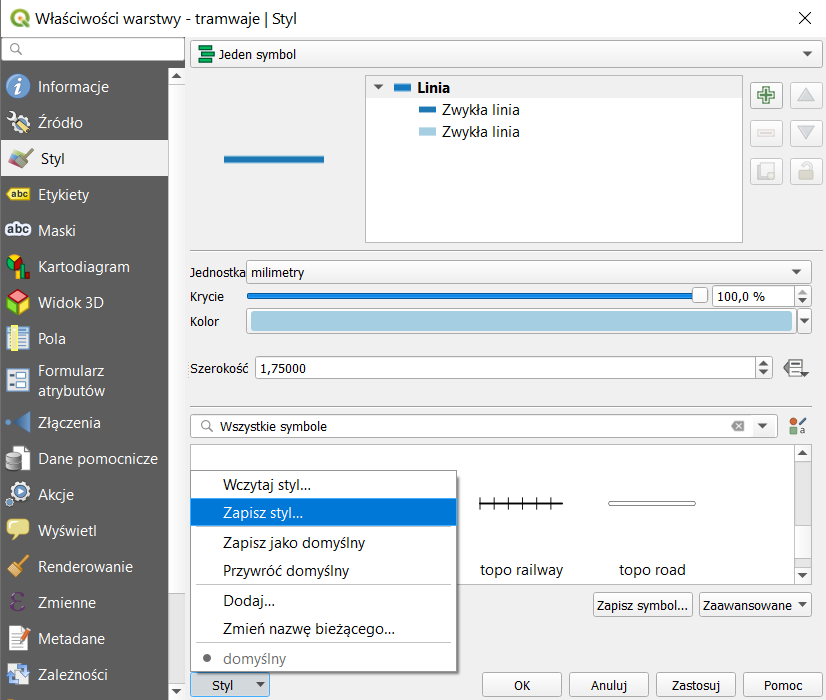 Właściwości warstwy - tramwaje | Styl
Jeden symbol
Informacje
Źródło
Styl
abc Etykiety
abc Maski
Kartodiagram
Widok 3D
Pola
Formularz
atrybutów
Złączenia
Dane pomocnicze
Akcje
Wyświetl
Renderowanie
Zmienne
Metadane
Zależności
Linia
Zwykła linia
Zwykła linia
Jednostka milimetry
Krycie 100,0 %
Kolor
Szerokość 1,75000
Wszystkie symbole
a
topo railway topo road
Wczytaj styl...
Zapisz styl...
Zapisz jako domyślny
Przywróć domyślny
Dodaj...
Zmień nazwę bieżącego...
domyślny
Zapisz symbol... Zaawansowane
Styl OK Anuluj Zastosuj Pomoc